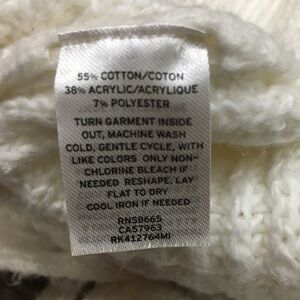 55% COTTON/COTON
38% ACRYLIC/ACRYLIQUE
7% POLYESTER
TURN GARMENT INSIDE
OUT, MACHINE WASH
COLD, GENTLE CYCLE, WITH
LIKE COLORS ONLY NON-
CHLORINE BLEACH IF
NEEDED RESHAPE, LAY
FLAT TO DRY
COOL IRON IF NEEDED
RN58665
CA57963
RK412764MI